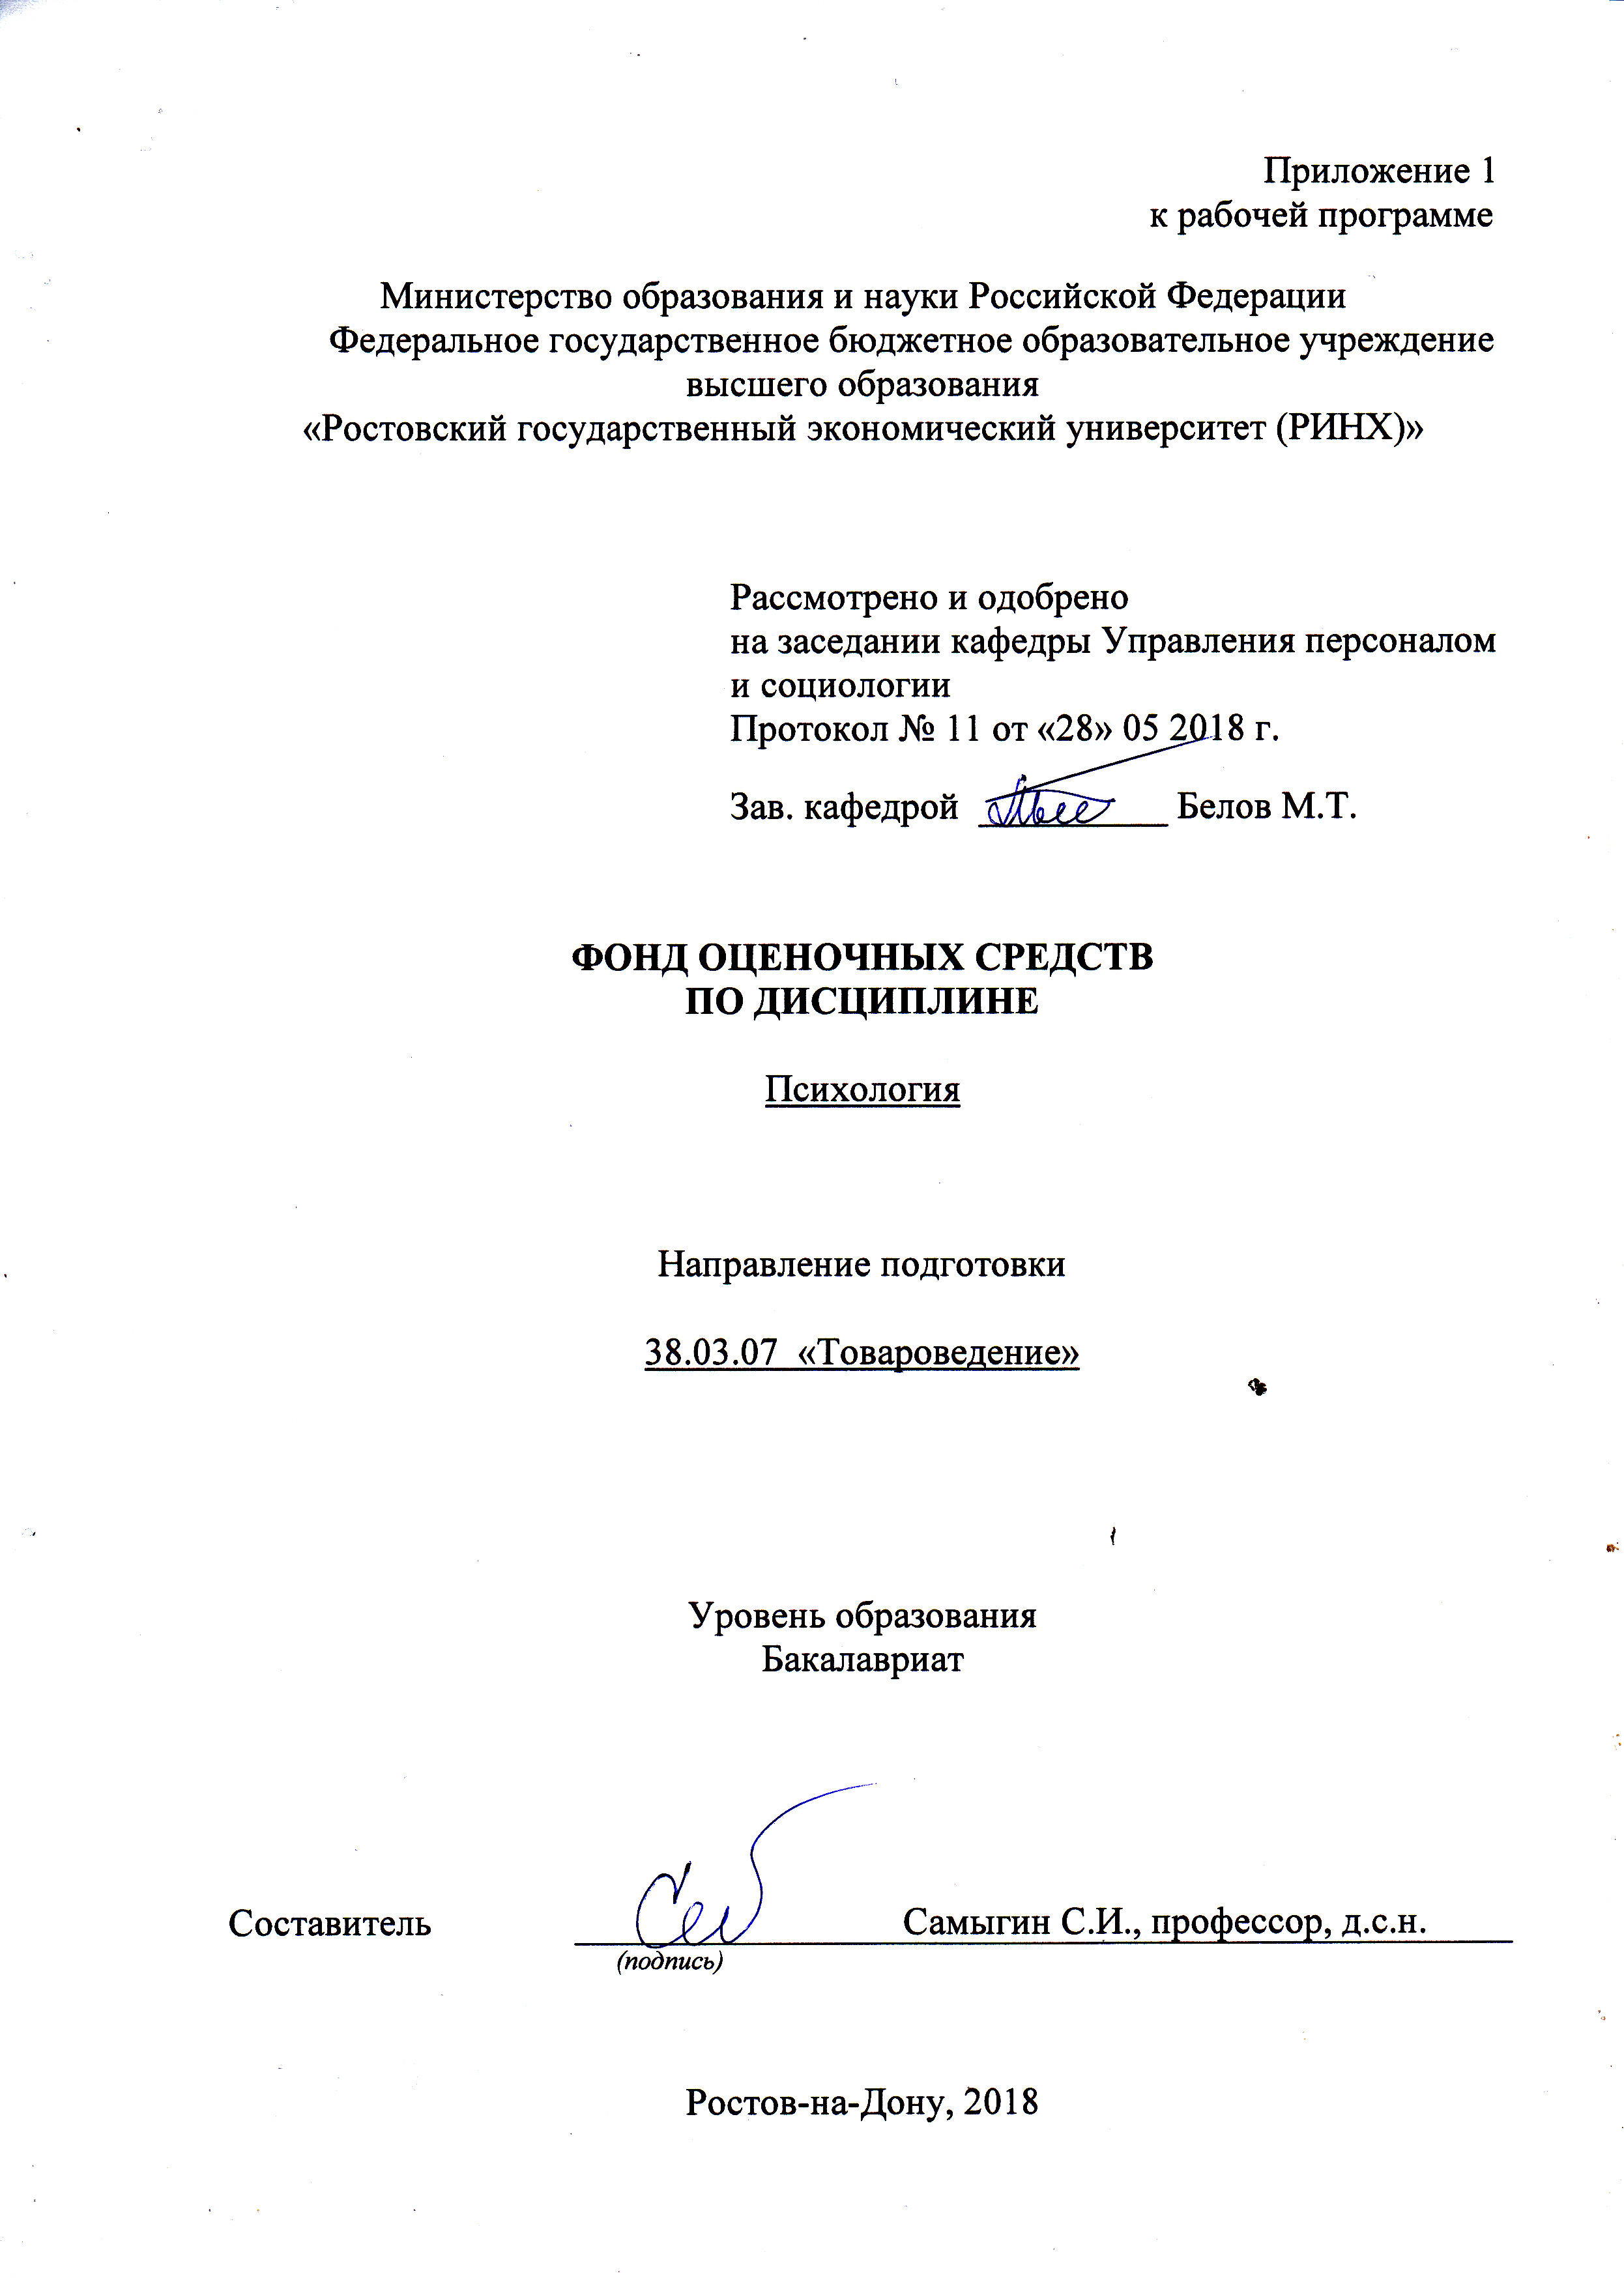 Приложение 1
к рабочей программе
Министерство образования и науки Российской Федерации
Федеральное государственное бюджетное образовательное учреждение
высшего образования
«Ростовский государственный экономический университет (РИНХ)»
Рассмотрено и одобрено
на заседании кафедры Управления персоналом
и социологии
Протокол № 11 от «28» 05 2018 г.
Зав. кафедрой Белов М.Т.
ФОНД ОЦЕНОЧНЫХ СРЕДСТВ
ПО ДИСЦИПЛИНЕ
Психология
Направление подготовки
38.03.07 «Товароведение»
Уровень образования
Бакалавриат
Составитель Самыгин С.И., профессор, д.с.н.
(подпись)
Ростов-на-Дону, 2018